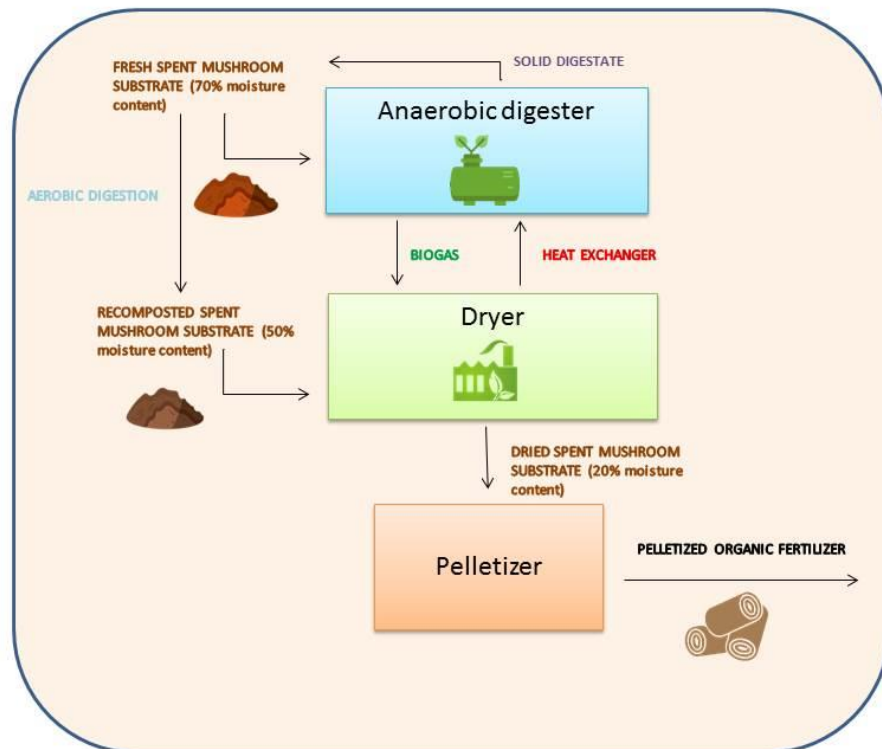 SOLID DIGESTATE
FRESH SPENT MUSHROOM
SUBSTRATE (70% moisture
content)
Anaerobic digester
AEROBIC DIGESTION
BIOGAS
HEAT EXCHANGER
RECOMPOSTED SPENT
MUSHROOM SUBSTRATE (50%
moisture content)
Dryer
DRIED SPENT MUSHROOM
SUBSTRATE (20% moisture
content)
Pelletizer
PELLETIZED ORGANIC FERTILIZER